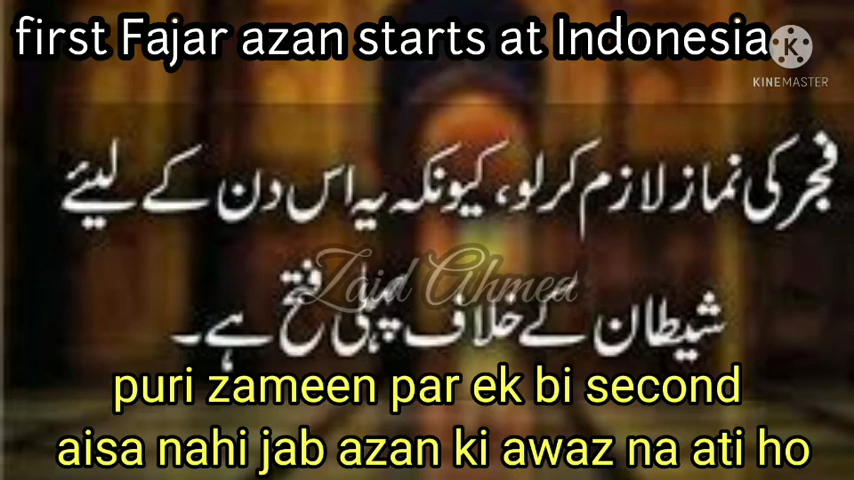 first Fajar azan starts at Indonesia
KINEMASTER
فجر کی نماز لازم کرلو، کیونکہ یہ اس دن کے لیئے
Zaid Ahmed
شیطان کے خلاف پہلی فتح ہے۔
puri zameen par ek bi second
aisa nahi jab azan ki awaz na ati ho